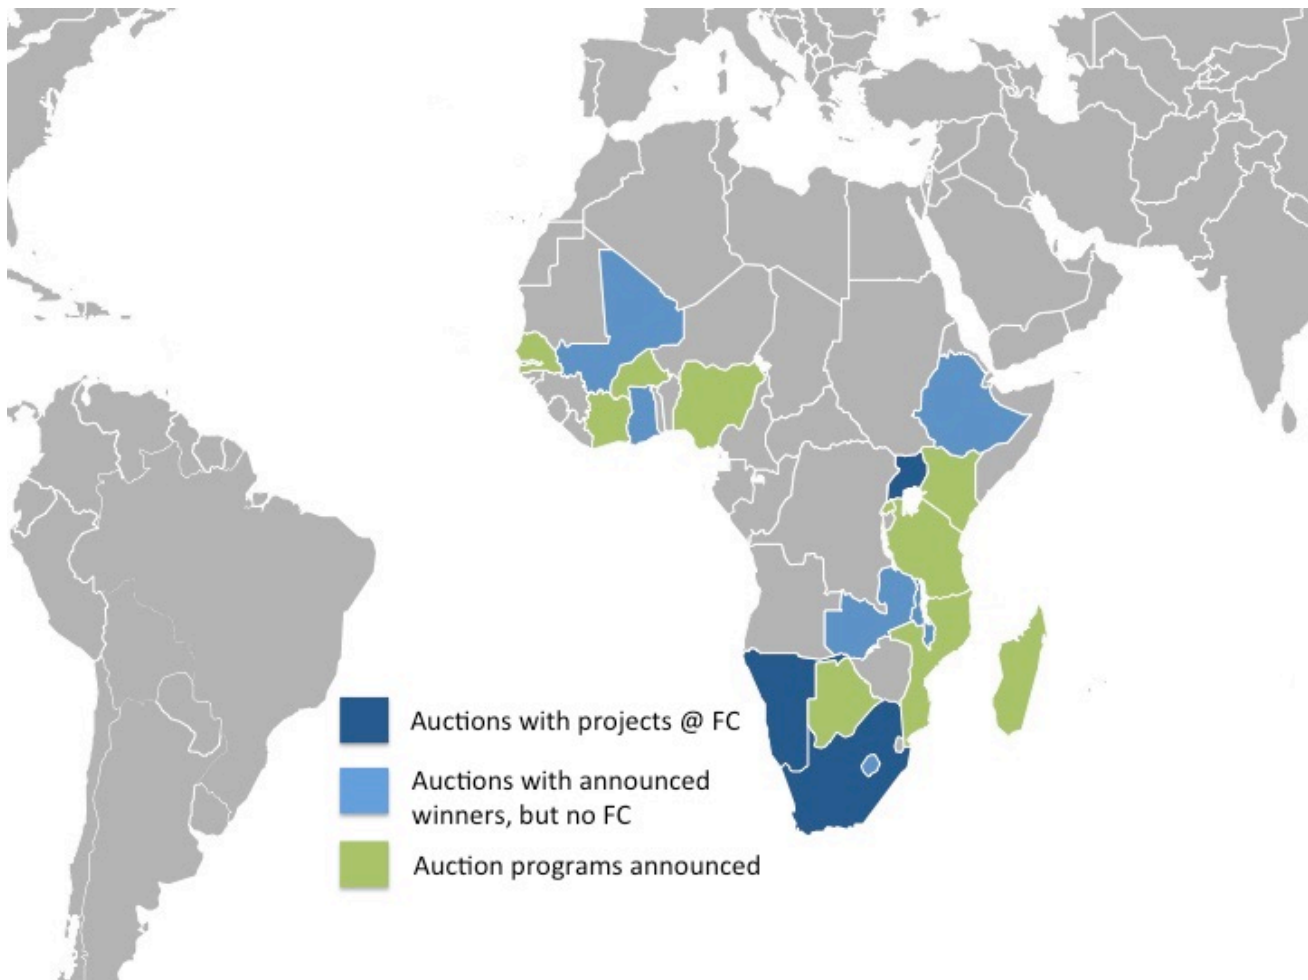 Auctions with projects @ FC
Auctions with announced
winners, but no FC
Auction programs announced